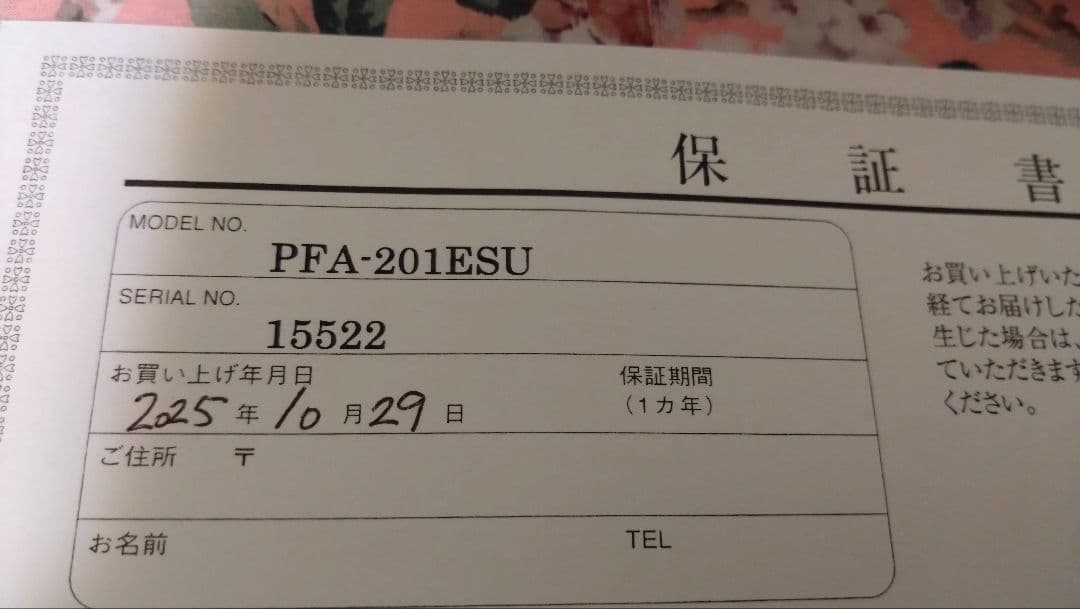 保証書
MODEL NO.
PFA-201ESU
SERIAL NO.
15522
お買い上げ年月日
2025年10月29日
保証期間
(1カ年)
ご住所 〒
お名前
TEL
お買い上げいた
経てお届けした
生じた場合は、
ていただきます
ください。